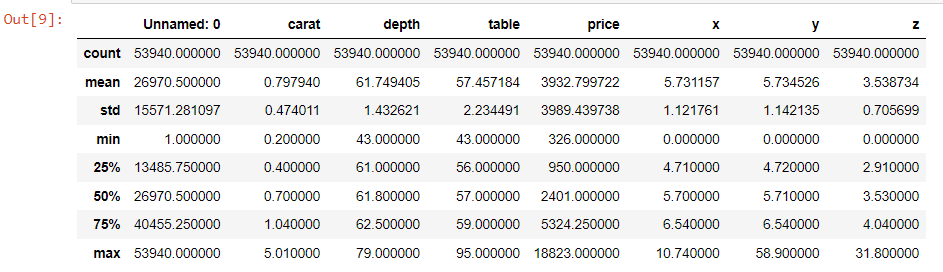 Out[9]:
Unnamed: 0 carat depth table price x y z
count 53940.000000 53940.000000 53940.000000 53940.000000 53940.000000 53940.000000 53940.000000 53940.000000
mean 26970.500000 0.797940 61.749405 57.457184 3932.799722 5.731157 5.734526 3.538734
std 15571.281097 0.474011 1.432621 2.234491 3989.439738 1.121761 1.142135 0.705699
min 1.000000 0.200000 43.000000 43.000000 326.000000 0.000000 0.000000 0.000000
25% 13485.750000 0.400000 61.000000 56.000000 950.000000 4.710000 4.720000 2.910000
50% 26970.500000 0.700000 61.800000 57.000000 2401.000000 5.700000 5.710000 3.530000
75% 40455.250000 1.040000 62.500000 59.000000 5324.250000 6.540000 6.540000 4.040000
max 53940.000000 5.010000 79.000000 95.000000 18823.000000 10.740000 58.900000 31.800000